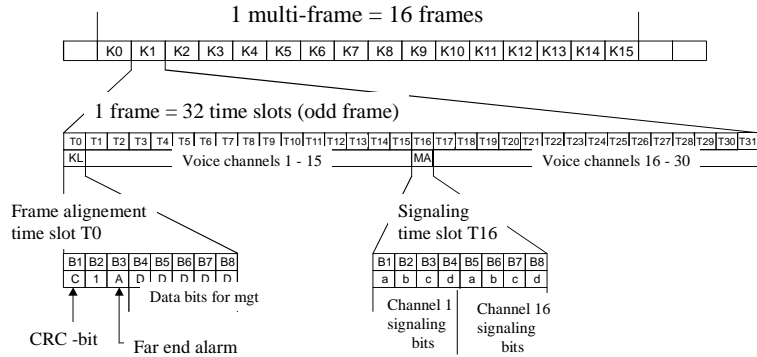 1 multi-frame = 16 frames
K0 K1 K2 K3 K4 K5 K6 K7 K8 K9 K10 K11 K12 K13 K14 K15
1 frame = 32 time slots (odd frame)
T0 T1 T2 T3 T4 T5 T6 T7 T8 T9 T10 T11 T12 T13 T14 T15 T16 T17 T18 T19 T20 T21 T22 T23 T24 T25 T26 T27 T28 T29 T30 T31
KL Voice channels 1 - 15 MA Voice channels 16 - 30
Frame alignement
time slot T0
Signaling
time slot T16
B1 B2 B3 B4 B5 B6 B7 B8
C 1 A D D D D D
Data bits for mgt
CRC -bit
Far end alarm
B1 B2 B3 B4 B5 B6 B7 B8
a b c d a b c d
Channel 1
signaling
bits
Channel 16
signaling
bits